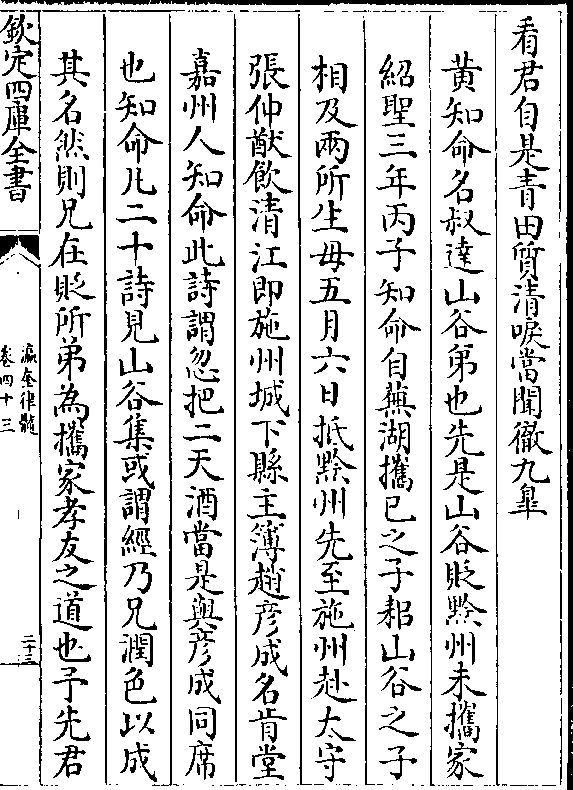 看君自是青田質清唳當聞徹九皐
黄知命名叔達山谷弟也先是山谷貶黔州未攜家
紹聖三年丙子知命自蕪湖攜已之子耜山谷之子
相及兩所生母五月六日抵黔州先至施州赴太守
張仲猷飲清江即施州城下縣主簿趙彦成名肯堂
嘉州人知命此詩謂忽把二天酒當是與彦成同席
也知命凡二十詩見山谷集或謂經乃兄潤色以成
其名然則兄在貶所弟為攜家孝友之道也予先君
欽定四庫全書
瀛奎律髓
卷四十三
二十三